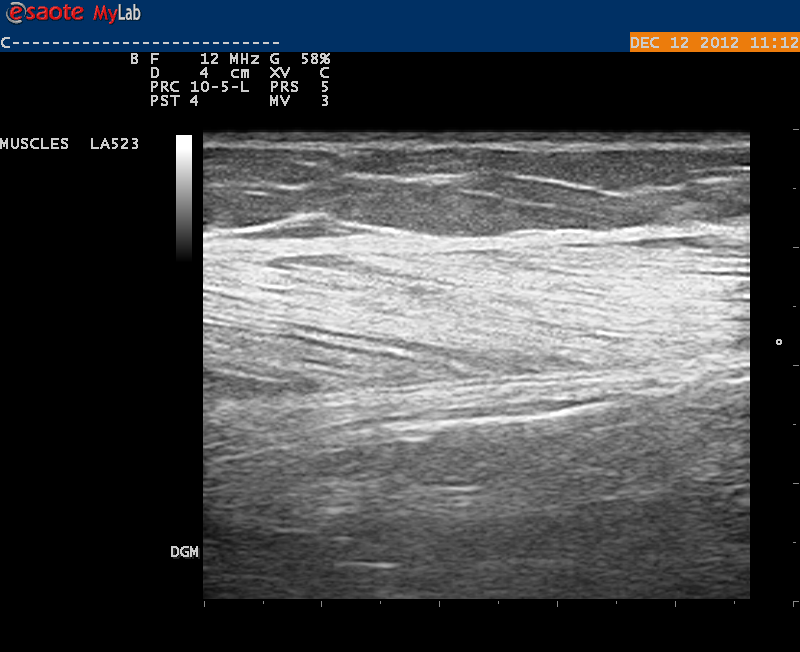 esaote MyLab
C---------------------------
DEC 12 2012 11:12
B F 12 MHz G 58%
D 4 cm XV C
PRC 10-5-L PRS 5
PST 4 MV 3
MUSCLES LA523
DGM